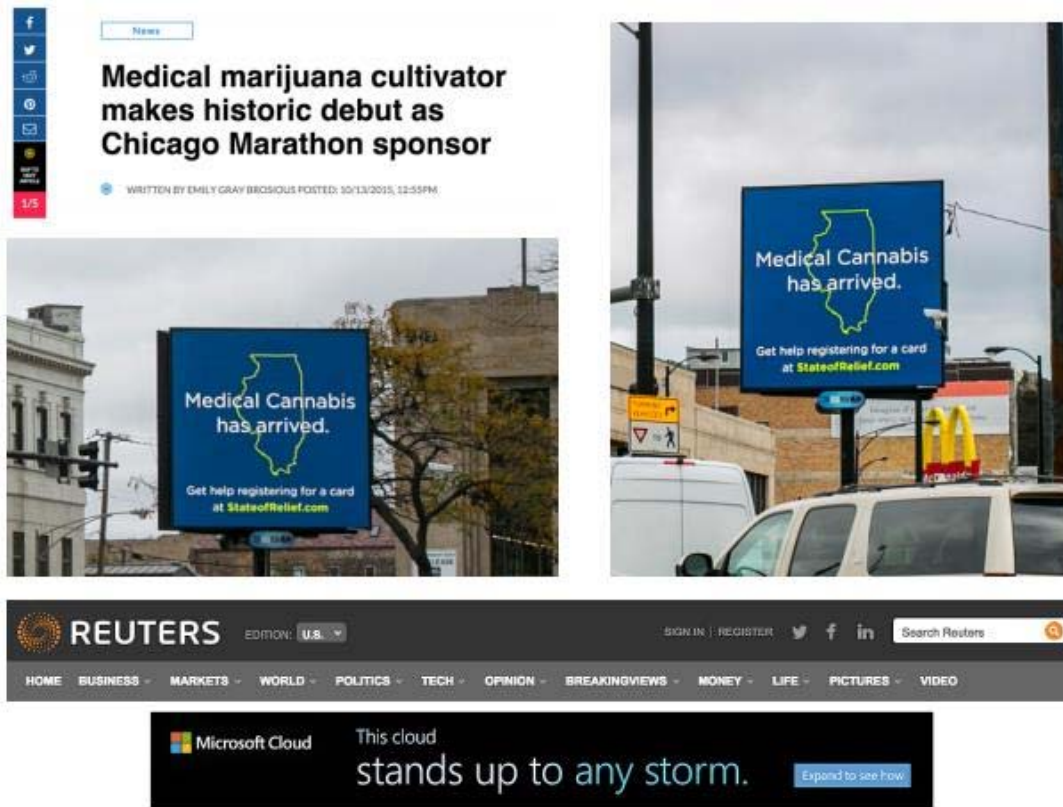 News
Medical marijuana cultivator
makes historic debut as
Chicago Marathon sponsor
WRITTEN BY EMILY GRAY BROSIOUS POSTED: 10/13/2015, 12:55PM
1/5
Medical Cannabis
has arrived.
Get help registering for a card
at StateofRelief.com
Medical Cannabis
has arrived.
Get help registering for a card
at StateofRelief.com
REUTERS EDITION: U.S. SIGN IN | REGISTER Search Reuters
HOME BUSINESS MARKETS WORLD POLITICS TECH OPINION BREAKINGVIEWS MONEY LIFE PICTURES VIDEO
Microsoft Cloud
This cloud
stands up to any storm.
Expand to see how